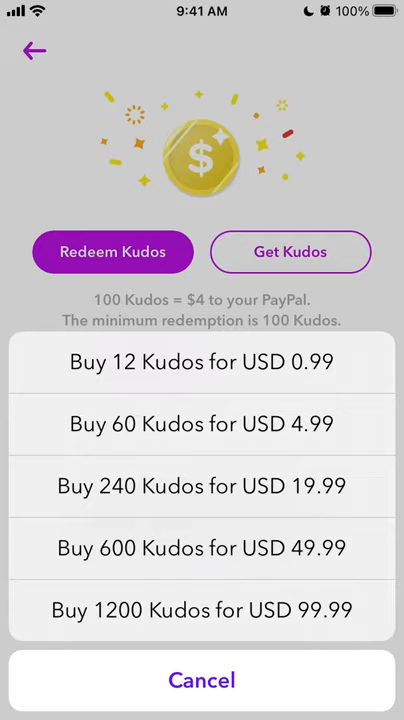 9:41 AM
100%
Redeem Kudos
Get Kudos
100 Kudos = $4 to your PayPal.
The minimum redemption is 100 Kudos.
Buy 12 Kudos for USD 0.99
Buy 60 Kudos for USD 4.99
Buy 240 Kudos for USD 19.99
Buy 600 Kudos for USD 49.99
Buy 1200 Kudos for USD 99.99
Cancel